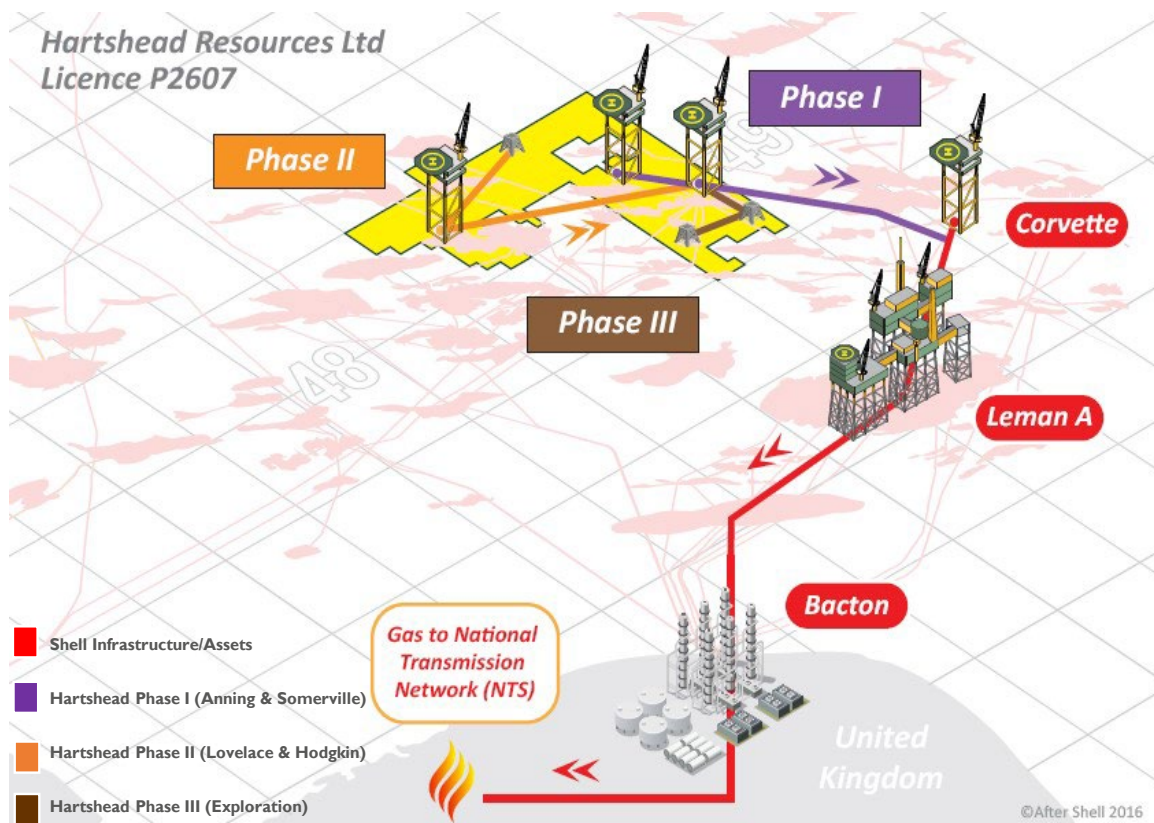 Hartshead Resources Ltd
Licence P2607
Phase I
Phase II
49
Corvette
Phase III
48
Leman A
Bacton
Gas to National
Transmission
Network (NTS)
Shell Infrastructure/Assets
Hartshead Phase I (Anning & Somerville)
Hartshead Phase II (Lovelace & Hodgkin)
Hartshead Phase III (Exploration)
United
Kingdom
©After Shell 2016